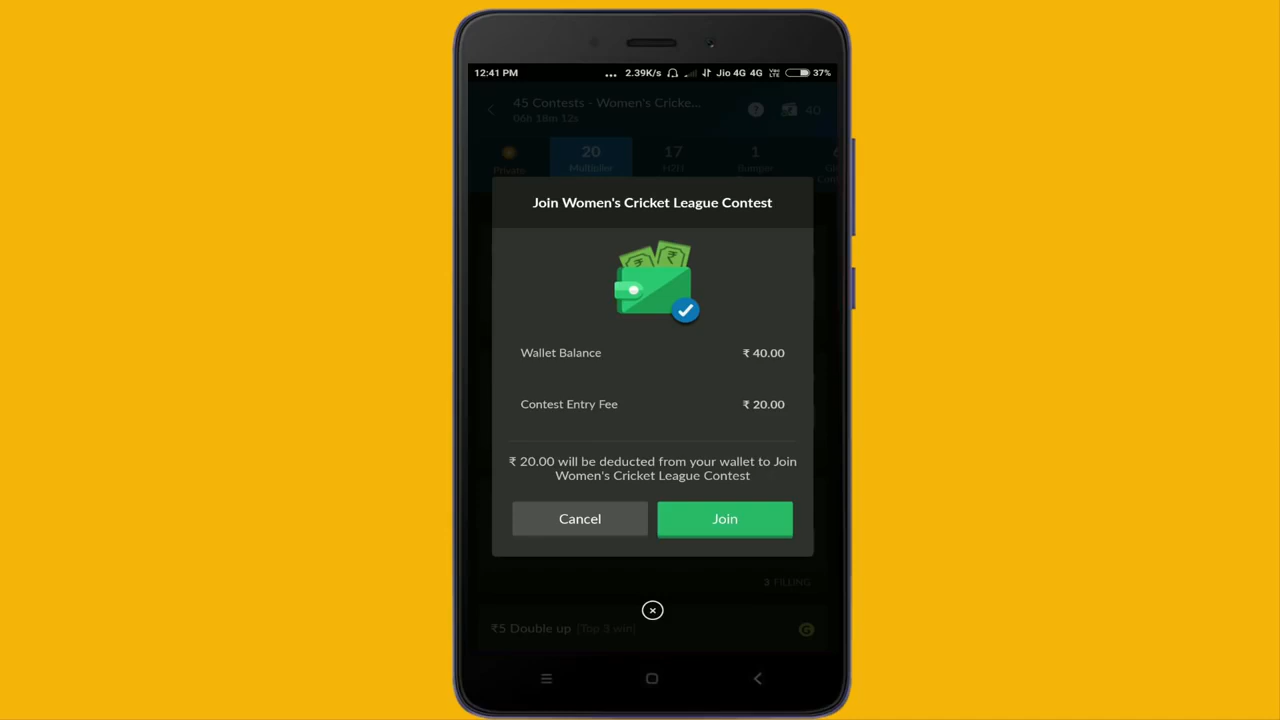 12:41 PM ... 2.39K/s Jio 4G 4G 37%
45 Contests - Women's Cricke...
06h 18m 12s
? 40
20 17 1
Private Multiplier H2H Bumper
Join Women's Cricket League Contest
Wallet Balance ₹ 40.00
Contest Entry Fee ₹ 20.00
₹ 20.00 will be deducted from your wallet to Join
Women's Cricket League Contest
Cancel Join
3 FILLING
₹5 Double up [Top 3 win] G